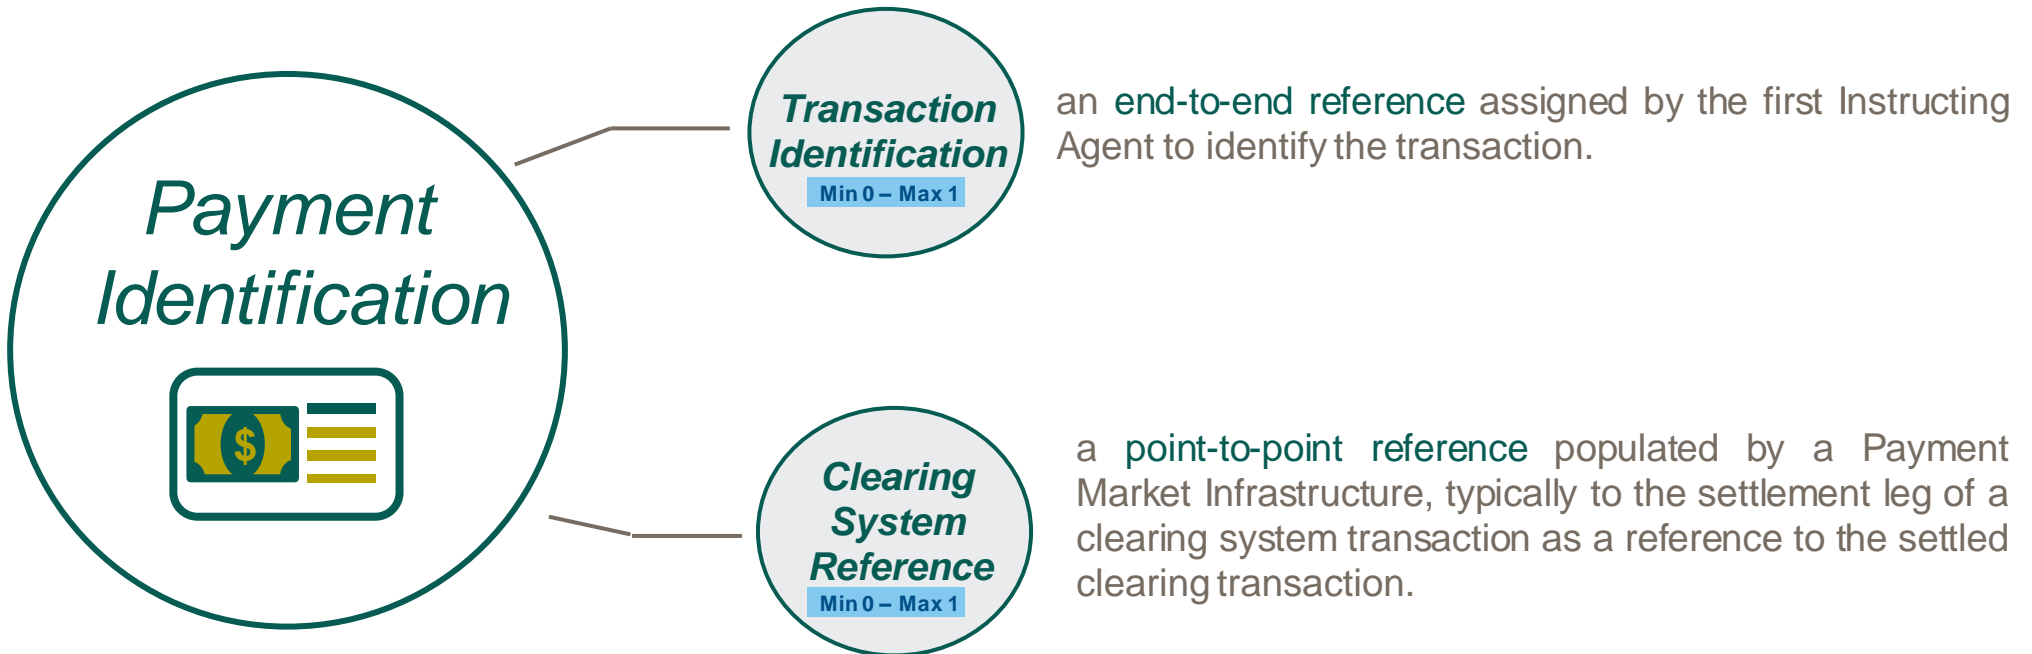 Payment
Identification
$
Transaction
Identification
Min 0 – Max 1
an end-to-end reference assigned by the first Instructing
Agent to identify the transaction.
Clearing
System
Reference
Min 0 – Max 1
a point-to-point reference populated by a Payment
Market Infrastructure, typically to the settlement leg of a
clearing system transaction as a reference to the settled
clearing transaction.